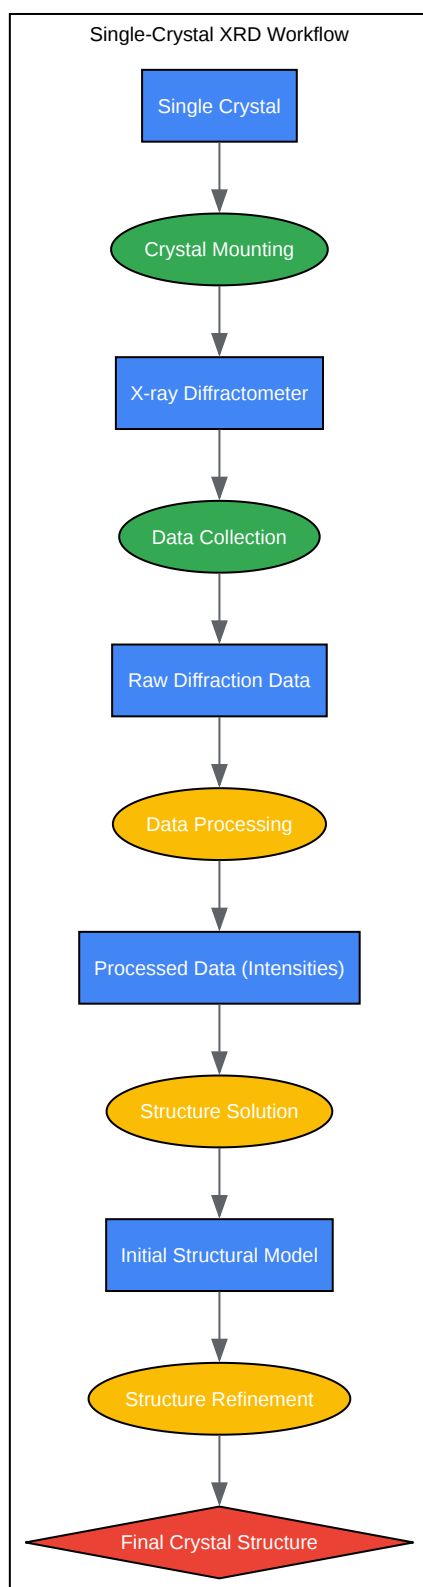 Single-Crystal XRD Workflow
Single Crystal
Crystal Mounting
X-ray Diffractometer
Data Collection
Raw Diffraction Data
Data Processing
Processed Data (Intensities)
Structure Solution
Initial Structural Model
Structure Refinement
Final Crystal Structure